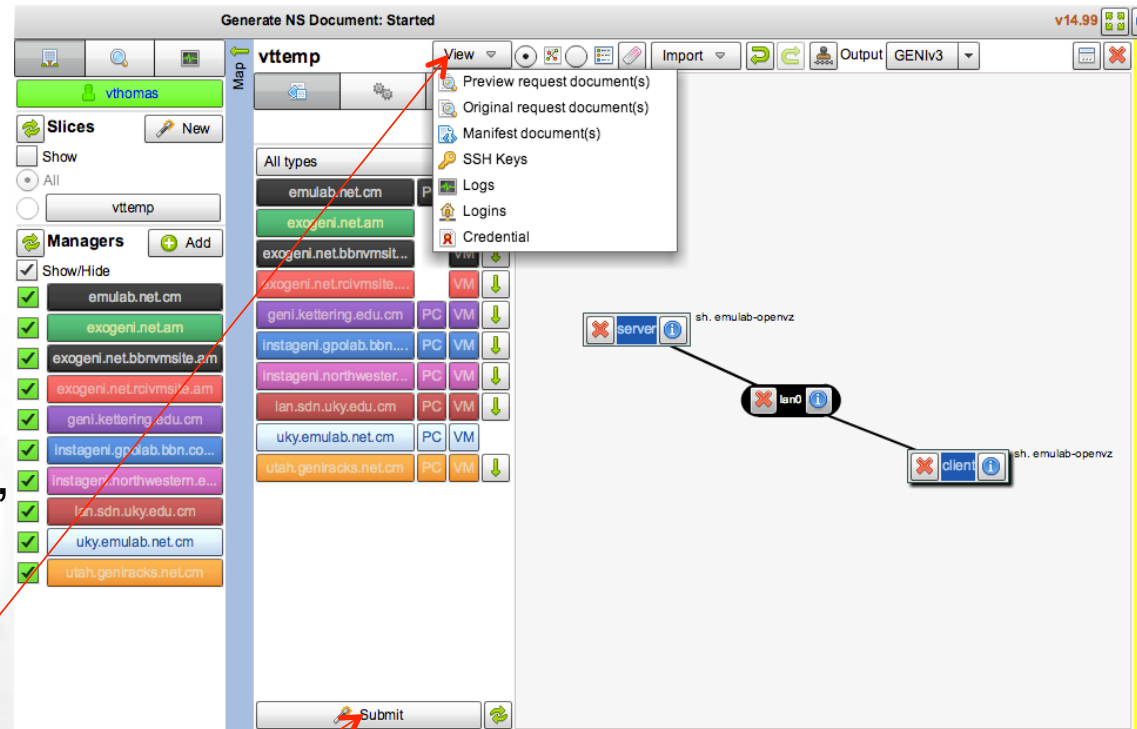 Generate NS Document: Started
v14.99
vthomas
Slices
New
Show
All
vttemp
Managers
Add
Show/Hide
emulab.net.cm
exogeni.net.am
exogeni.net.bbnvmsite.am
exogeni.net.rcivmsite.am
geni.kettering.edu.cm
instageni.gpolab.bbn.co...
instageni.northwestern.e...
lan.sdn.uky.edu.cm
uky.emulab.net.cm
utah.geniracks.net.cm
Map
vttemp
View
Import
Output
GENIv3
Preview request document(s)
Original request document(s)
Manifest document(s)
SSH Keys
Logs
Logins
Credential
All types
emulab.net.cm
exogeni.net.am
exogeni.net.bbnvmsit... VM
exogeni.net.rcivmsite.... VM
geni.kettering.edu.cm PC VM
instageni.gpolab.bbn.... PC VM
instageni.northwester... PC VM
lan.sdn.uky.edu.cm PC VM
uky.emulab.net.cm PC VM
utah.geniracks.net.cm PC VM
Submit
server
sh. emulab-openvz
lan0
client
sh. emulab-openvz